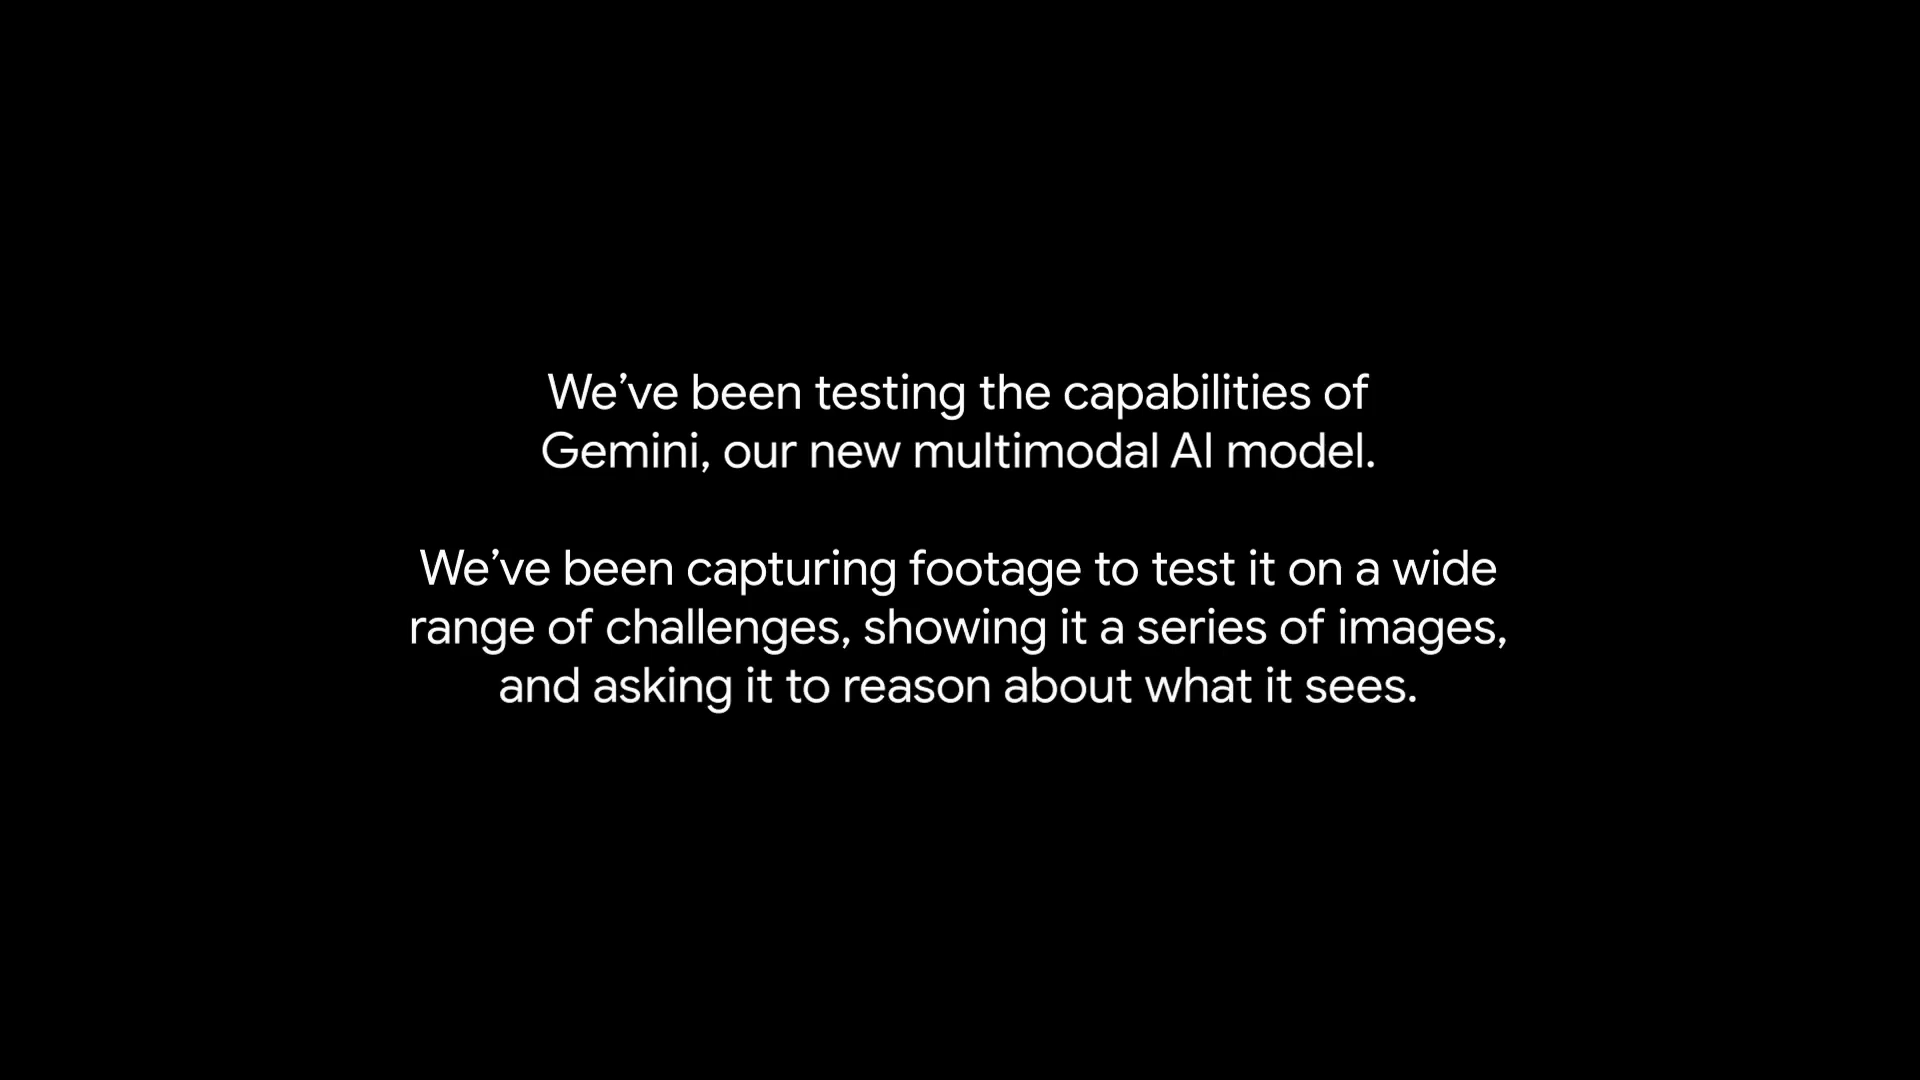 We’ve been testing the capabilities of
Gemini, our new multimodal AI model.
We’ve been capturing footage to test it on a wide
range of challenges, showing it a series of images,
and asking it to reason about what it sees.